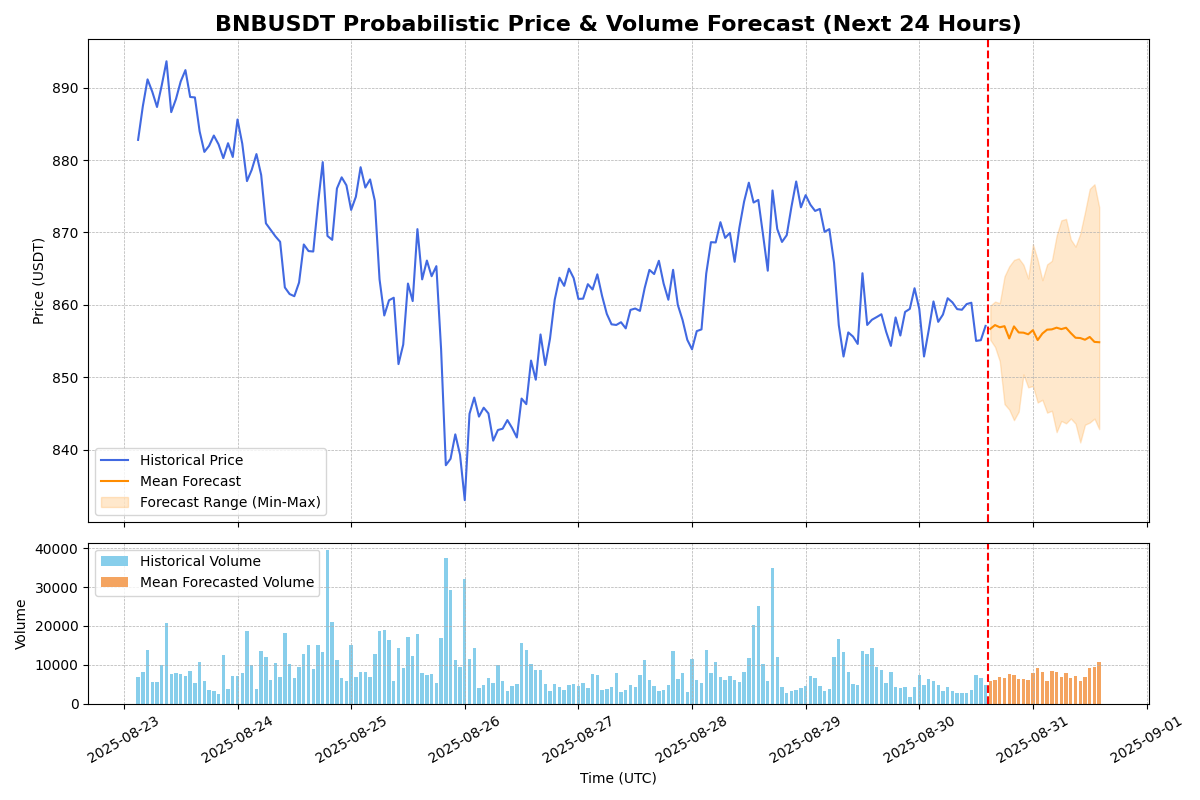 BNBUSDT Probabilistic Price & Volume Forecast (Next 24 Hours)
890
880
870
860
850
840
Price (USDT)
Historical Price
Mean Forecast
Forecast Range (Min-Max)
40000
30000
20000
10000
0
Volume
Historical Volume
Mean Forecasted Volume
2025-08-23
2025-08-24
2025-08-25
2025-08-26
2025-08-27
2025-08-28
2025-08-29
2025-08-30
2025-08-31
2025-09-01
Time (UTC)